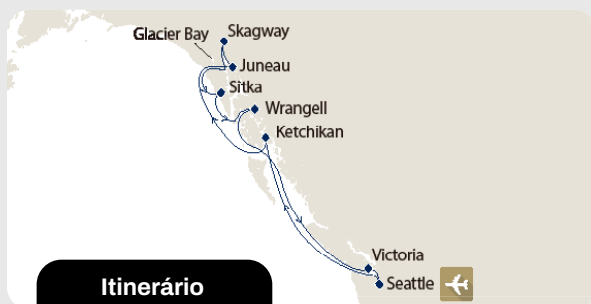 Glacier Bay
Skagway
Juneau
Sitka
Wrangell
Ketchikan
Victoria
Seattle
Itinerário